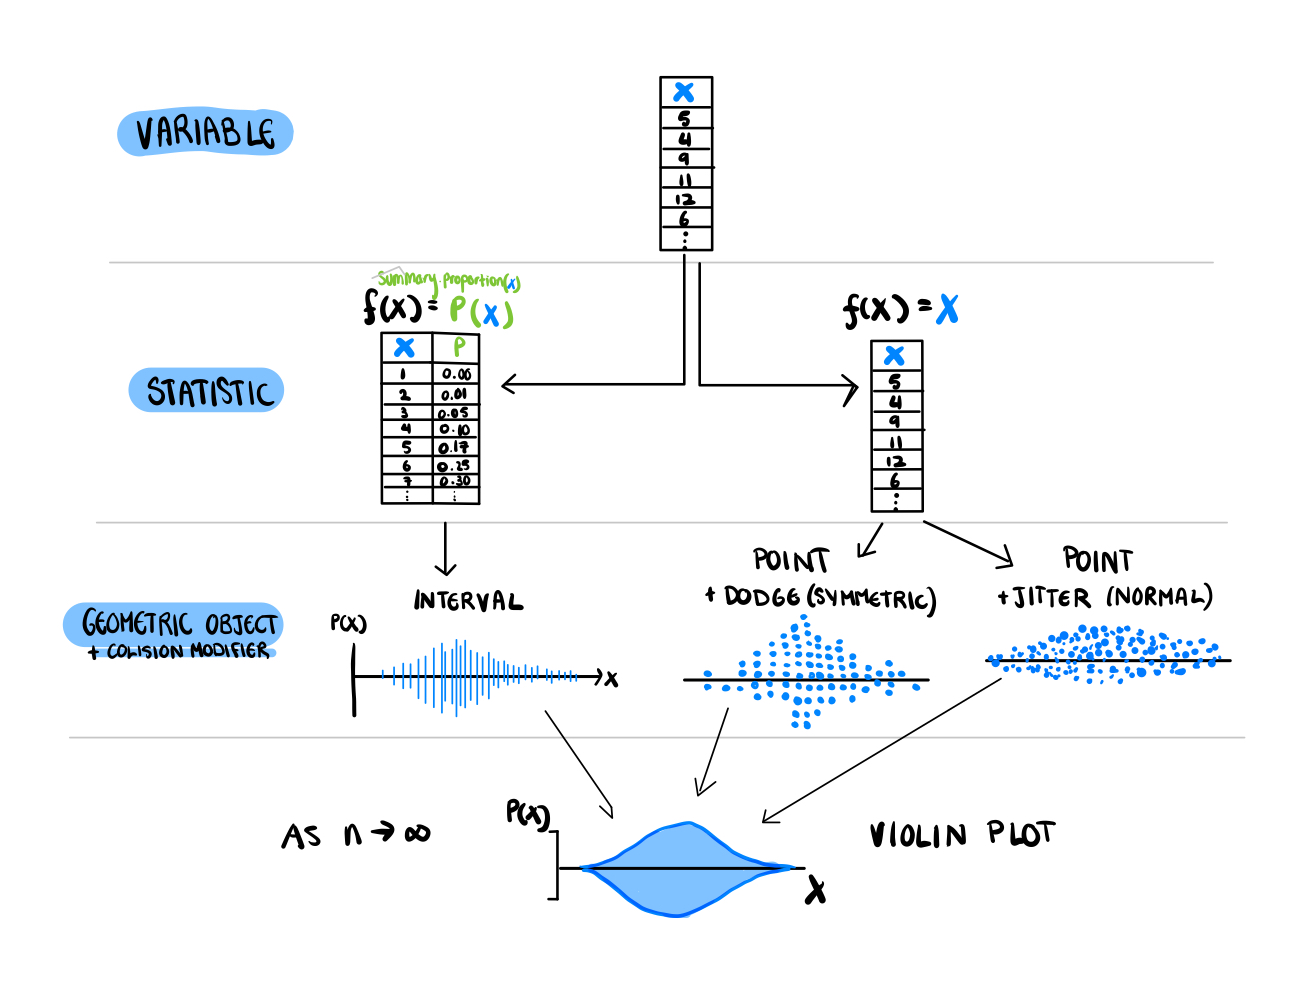 VARIABLE
X
5
4
9
11
12
6
⋮
summary.proportion(x)
f(x) = P(x)
f(x) = X
STATISTIC
X P
1 0.00
2 0.01
3 0.05
4 0.10
5 0.17
6 0.25
7 0.30
⋮ ⋮
X
5
4
9
11
12
6
⋮
GEOMETRIC OBJECT
+ COLISION MODIFIER
INTERVAL
P(X)
X
POINT
+ DODGE (SYMMETRIC)
POINT
+ JITTER (NORMAL)
AS n → ∞
P(X)
X
VIOLIN PLOT